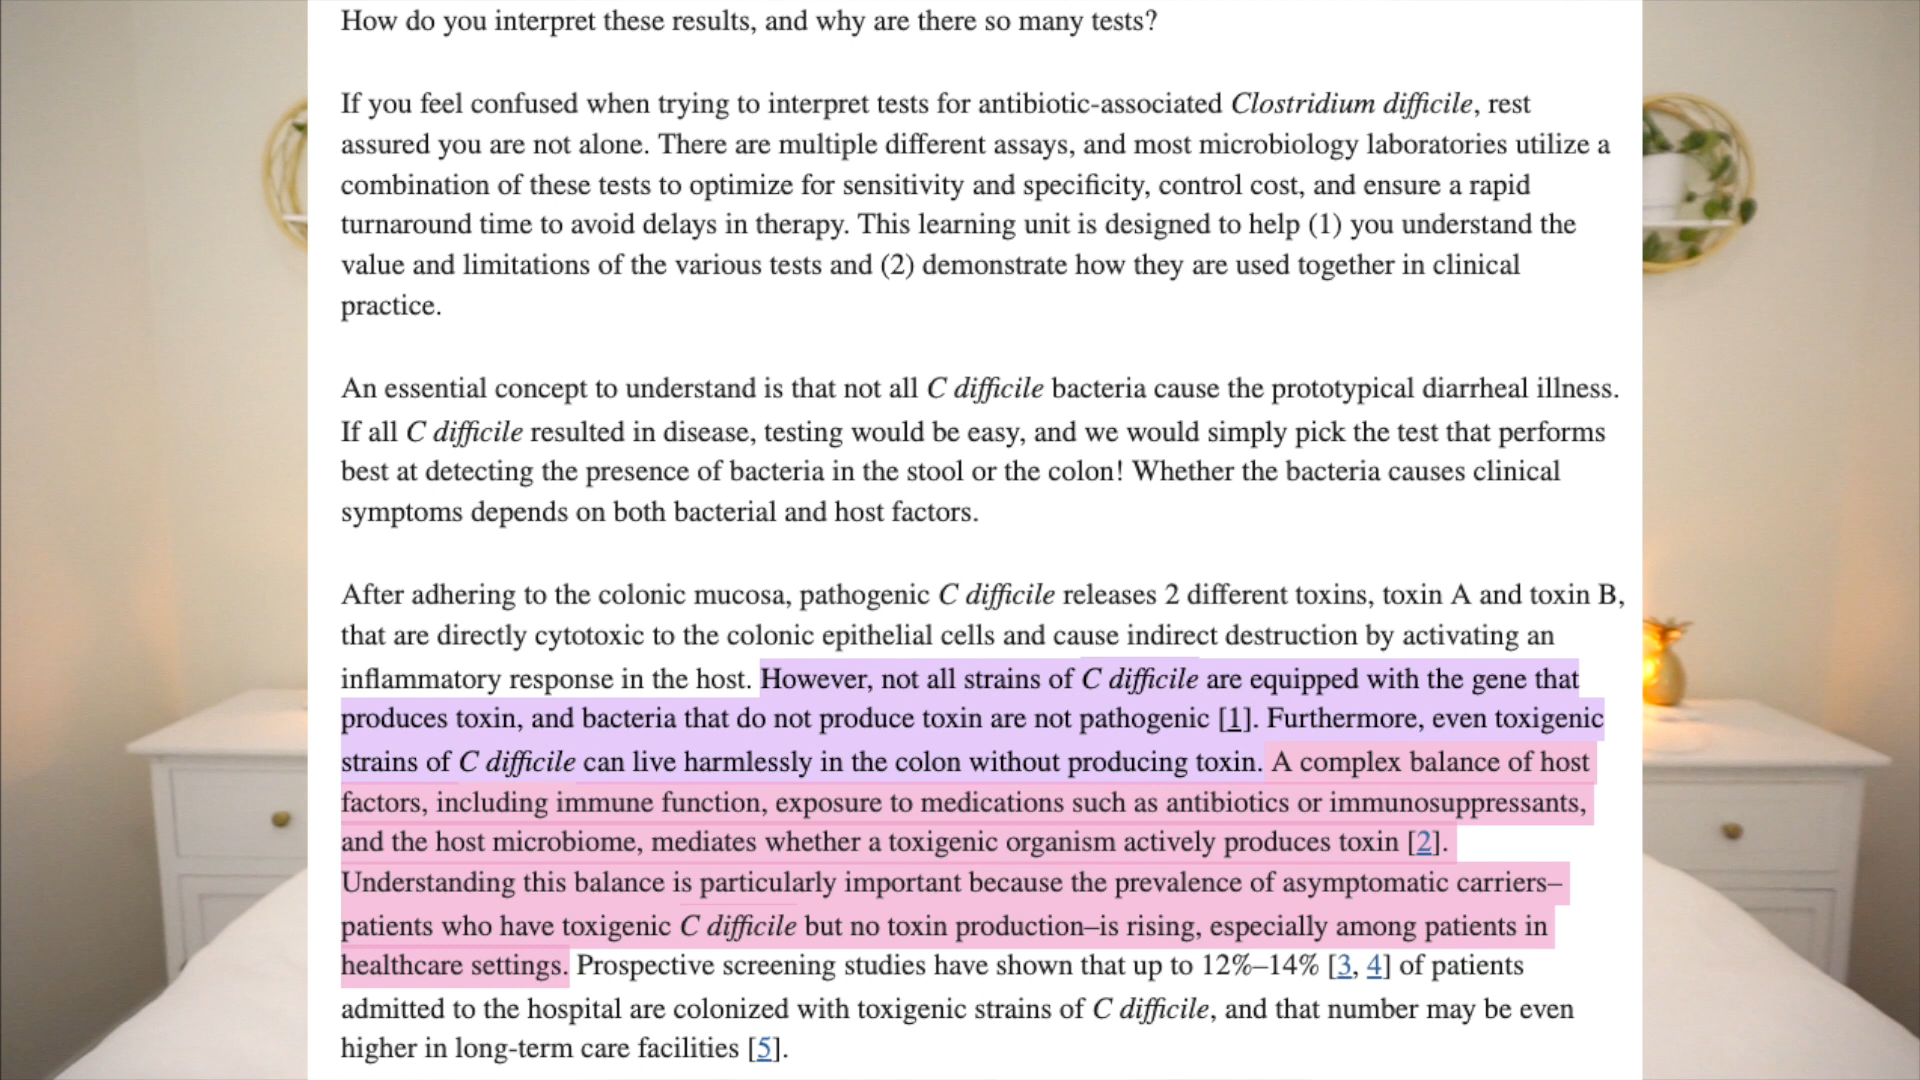 How do you interpret these results, and why are there so many tests?
If you feel confused when trying to interpret tests for antibiotic-associated Clostridium difficile, rest
assured you are not alone. There are multiple different assays, and most microbiology laboratories utilize a
combination of these tests to optimize for sensitivity and specificity, control cost, and ensure a rapid
turnaround time to avoid delays in therapy. This learning unit is designed to help (1) you understand the
value and limitations of the various tests and (2) demonstrate how they are used together in clinical
practice.
An essential concept to understand is that not all C difficile bacteria cause the prototypical diarrheal illness.
If all C difficile resulted in disease, testing would be easy, and we would simply pick the test that performs
best at detecting the presence of bacteria in the stool or the colon! Whether the bacteria causes clinical
symptoms depends on both bacterial and host factors.
After adhering to the colonic mucosa, pathogenic C difficile releases 2 different toxins, toxin A and toxin B,
that are directly cytotoxic to the colonic epithelial cells and cause indirect destruction by activating an
inflammatory response in the host. However, not all strains of C difficile are equipped with the gene that
produces toxin, and bacteria that do not produce toxin are not pathogenic [1]. Furthermore, even toxigenic
strains of C difficile can live harmlessly in the colon without producing toxin. A complex balance of host
factors, including immune function, exposure to medications such as antibiotics or immunosuppressants,
and the host microbiome, mediates whether a toxigenic organism actively produces toxin [2].
Understanding this balance is particularly important because the prevalence of asymptomatic carriers–
patients who have toxigenic C difficile but no toxin production–is rising, especially among patients in
healthcare settings. Prospective screening studies have shown that up to 12%–14% [3, 4] of patients
admitted to the hospital are colonized with toxigenic strains of C difficile, and that number may be even
higher in long-term care facilities [5].